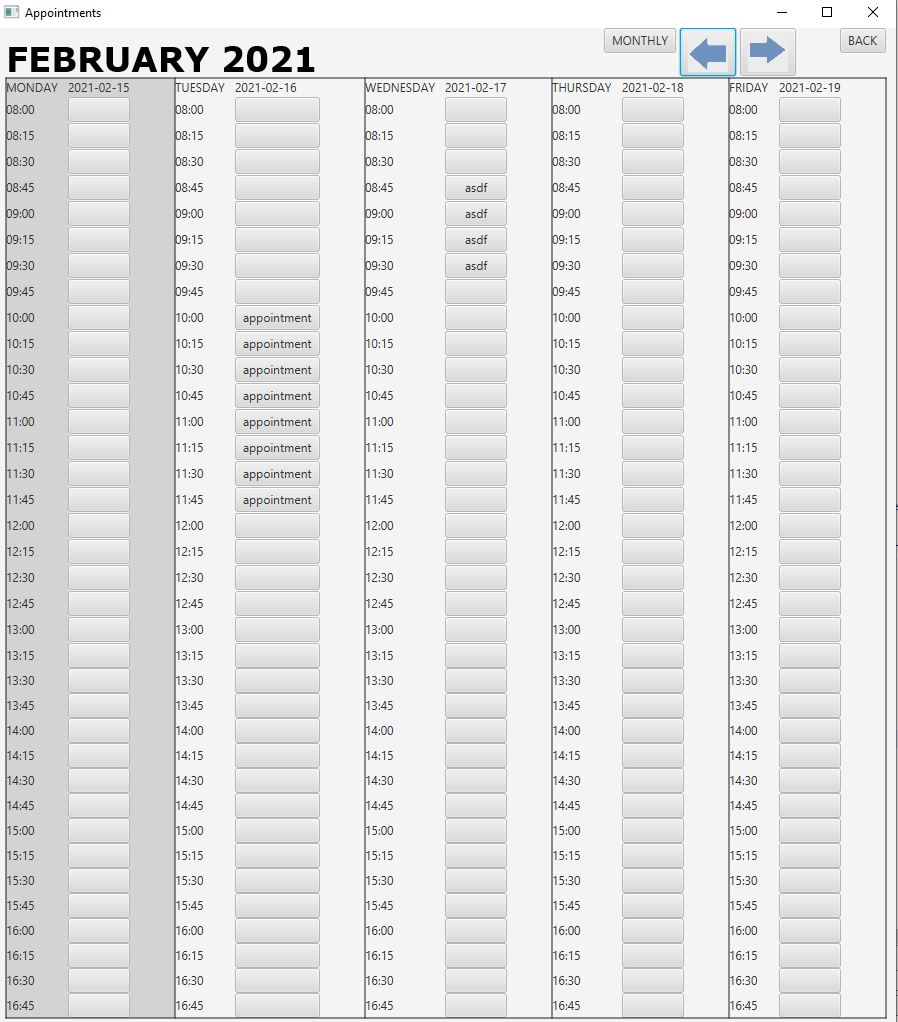 Appointments
FEBRUARY 2021 MONTHLY BACK
MONDAY 2021-02-15 TUESDAY 2021-02-16 WEDNESDAY 2021-02-17 THURSDAY 2021-02-18 FRIDAY 2021-02-19
08:00 08:00 08:00 08:00 08:00
08:15 08:15 08:15 08:15 08:15
08:30 08:30 08:30 08:30 08:30
08:45 08:45 08:45 asdf 08:45 08:45
09:00 09:00 09:00 asdf 09:00 09:00
09:15 09:15 09:15 asdf 09:15 09:15
09:30 09:30 09:30 asdf 09:30 09:30
09:45 09:45 09:45 09:45 09:45
10:00 10:00 appointment 10:00 10:00 10:00
10:15 10:15 appointment 10:15 10:15 10:15
10:30 10:30 appointment 10:30 10:30 10:30
10:45 10:45 appointment 10:45 10:45 10:45
11:00 11:00 appointment 11:00 11:00 11:00
11:15 11:15 appointment 11:15 11:15 11:15
11:30 11:30 appointment 11:30 11:30 11:30
11:45 11:45 appointment 11:45 11:45 11:45
12:00 12:00 12:00 12:00 12:00
12:15 12:15 12:15 12:15 12:15
12:30 12:30 12:30 12:30 12:30
12:45 12:45 12:45 12:45 12:45
13:00 13:00 13:00 13:00 13:00
13:15 13:15 13:15 13:15 13:15
13:30 13:30 13:30 13:30 13:30
13:45 13:45 13:45 13:45 13:45
14:00 14:00 14:00 14:00 14:00
14:15 14:15 14:15 14:15 14:15
14:30 14:30 14:30 14:30 14:30
14:45 14:45 14:45 14:45 14:45
15:00 15:00 15:00 15:00 15:00
15:15 15:15 15:15 15:15 15:15
15:30 15:30 15:30 15:30 15:30
15:45 15:45 15:45 15:45 15:45
16:00 16:00 16:00 16:00 16:00
16:15 16:15 16:15 16:15 16:15
16:30 16:30 16:30 16:30 16:30
16:45 16:45 16:45 16:45 16:45